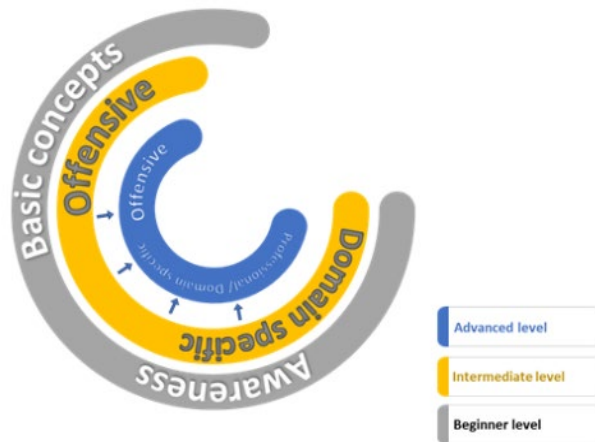 Basic concepts
Awareness
Offensive
Domain specific
Offensive
Professional/ Domain specific
Advanced level
Intermediate level
Beginner level